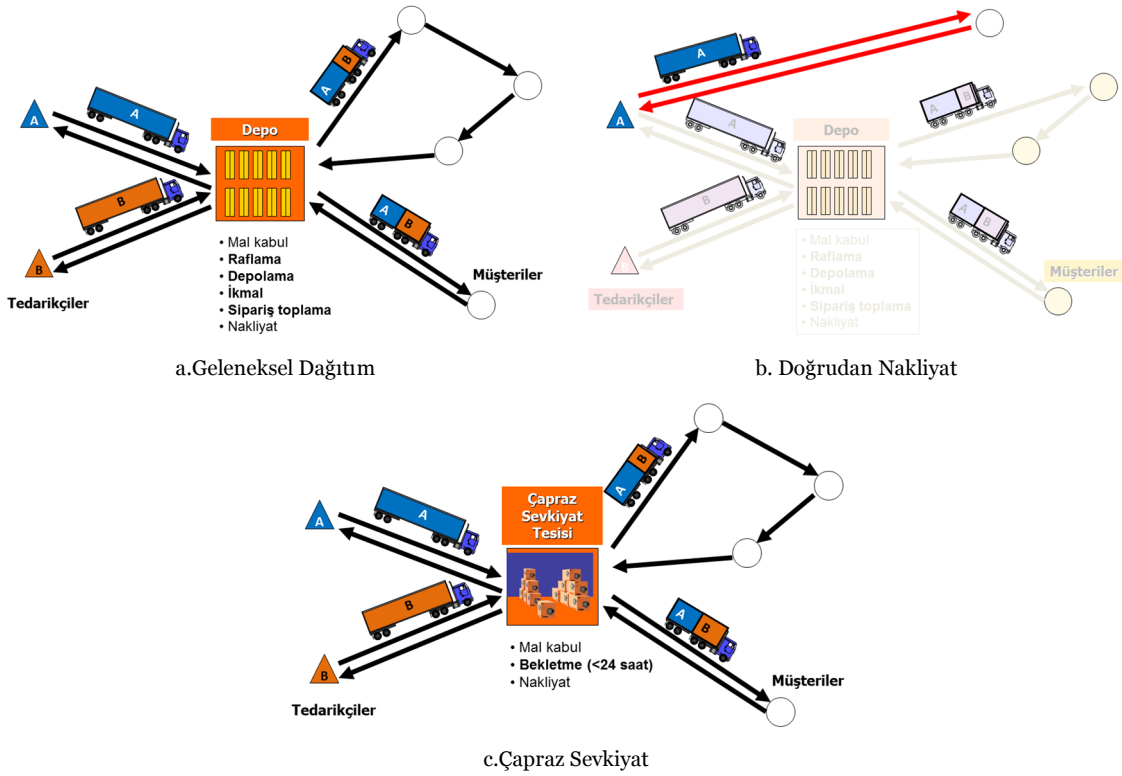 A
B
A
Depo
A
B
B
Tedarikçiler
• Mal kabul
• Raflama
• Depolama
• İkmal
• Sipariş toplama
• Nakliyat
A
B
Müşteriler
a.Geleneksel Dağıtım
A
A
A
Depo
A
B
B
B
Tedarikçiler
• Mal kabul
• Raflama
• Depolama
• İkmal
• Sipariş toplama
• Nakliyat
A
B
Müşteriler
b. Doğrudan Nakliyat
B
A
A
A
Çapraz
Sevkiyat
Tesisi
B
B
Tedarikçiler
• Mal kabul
• Bekletme (<24 saat)
• Nakliyat
A
B
Müşteriler
c.Çapraz Sevkiyat